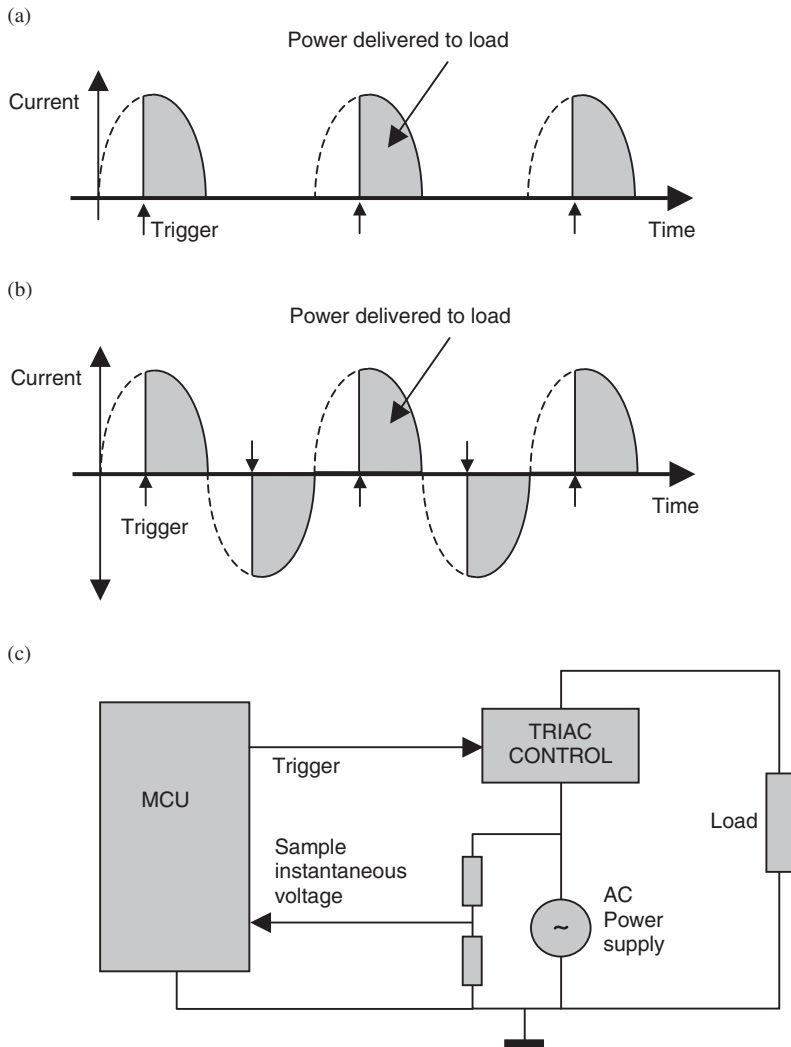 (a)
Power delivered to load
Current
Trigger
Time
(b)
Power delivered to load
Current
Trigger
Time
(c)
TRIAC
CONTROL
Trigger
MCU
Load
Sample
instantaneous
voltage
AC
Power
supply
~